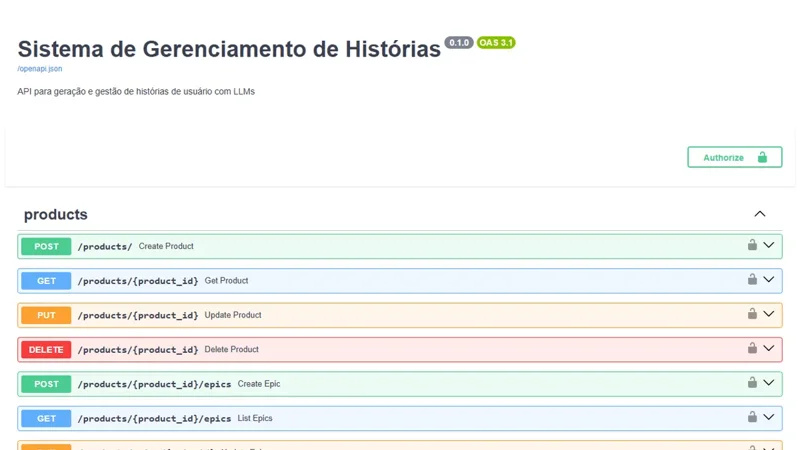 Sistema de Gerenciamento de Histórias 0.1.0 OAS 3.1
/openapi.json
API para geração e gestão de histórias de usuário com LLMs
Authorize
products
POST /products/ Create Product
GET /products/{product_id} Get Product
PUT /products/{product_id} Update Product
DELETE /products/{product_id} Delete Product
POST /products/{product_id}/epics Create Epic
GET /products/{product_id}/epics List Epics